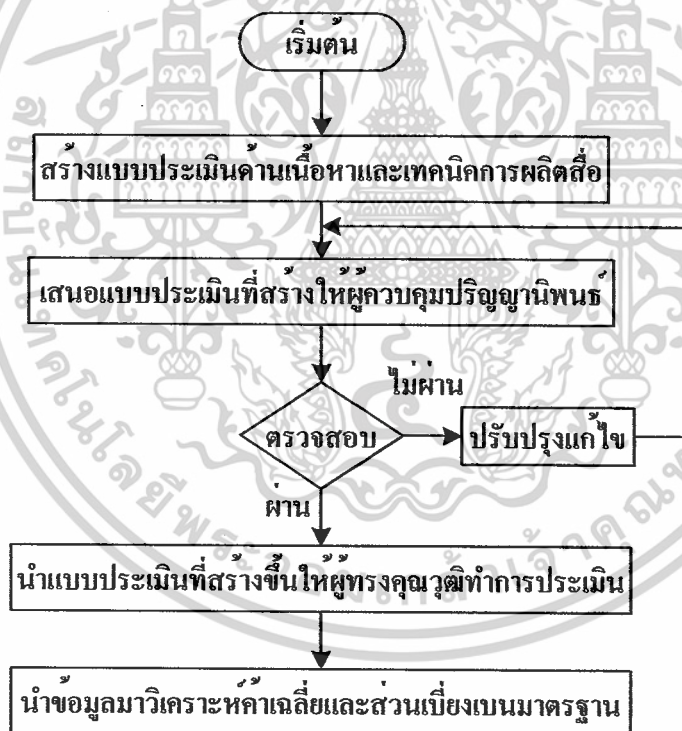 เริ่มต้น
สร้างแบบประเมินด้านเนื้อหาและเทคนิคการผลิตสื่อ
เสนอแบบประเมินที่สร้างให้ผู้ควบคุมปริญญานิพนธ์
ไม่ผ่าน
ตรวจสอบ
ปรับปรุงแก้ไข
ผ่าน
นำแบบประเมินที่สร้างขึ้นให้ผู้ทรงคุณวุฒิทำการประเมิน
นำข้อมูลมาวิเคราะห์ค่าเฉลี่ยและส่วนเบี่ยงเบนมาตรฐาน